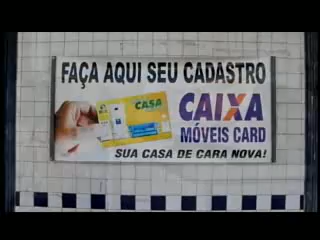 FAÇA AQUI SEU CADASTRO
CASA
CAIXA
MÓVEIS CARD
SUA CASA DE CARA NOVA!